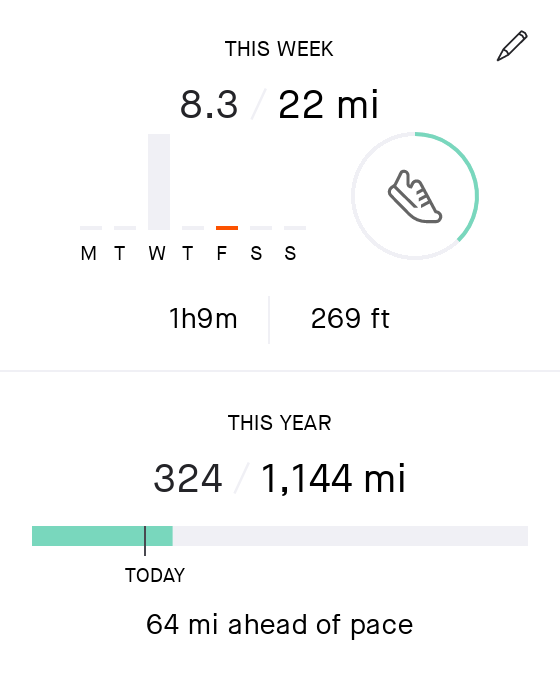 THIS WEEK
8.3 / 22 mi
M T W T F S S
1h9m 269 ft
THIS YEAR
324 / 1,144 mi
TODAY
64 mi ahead of pace